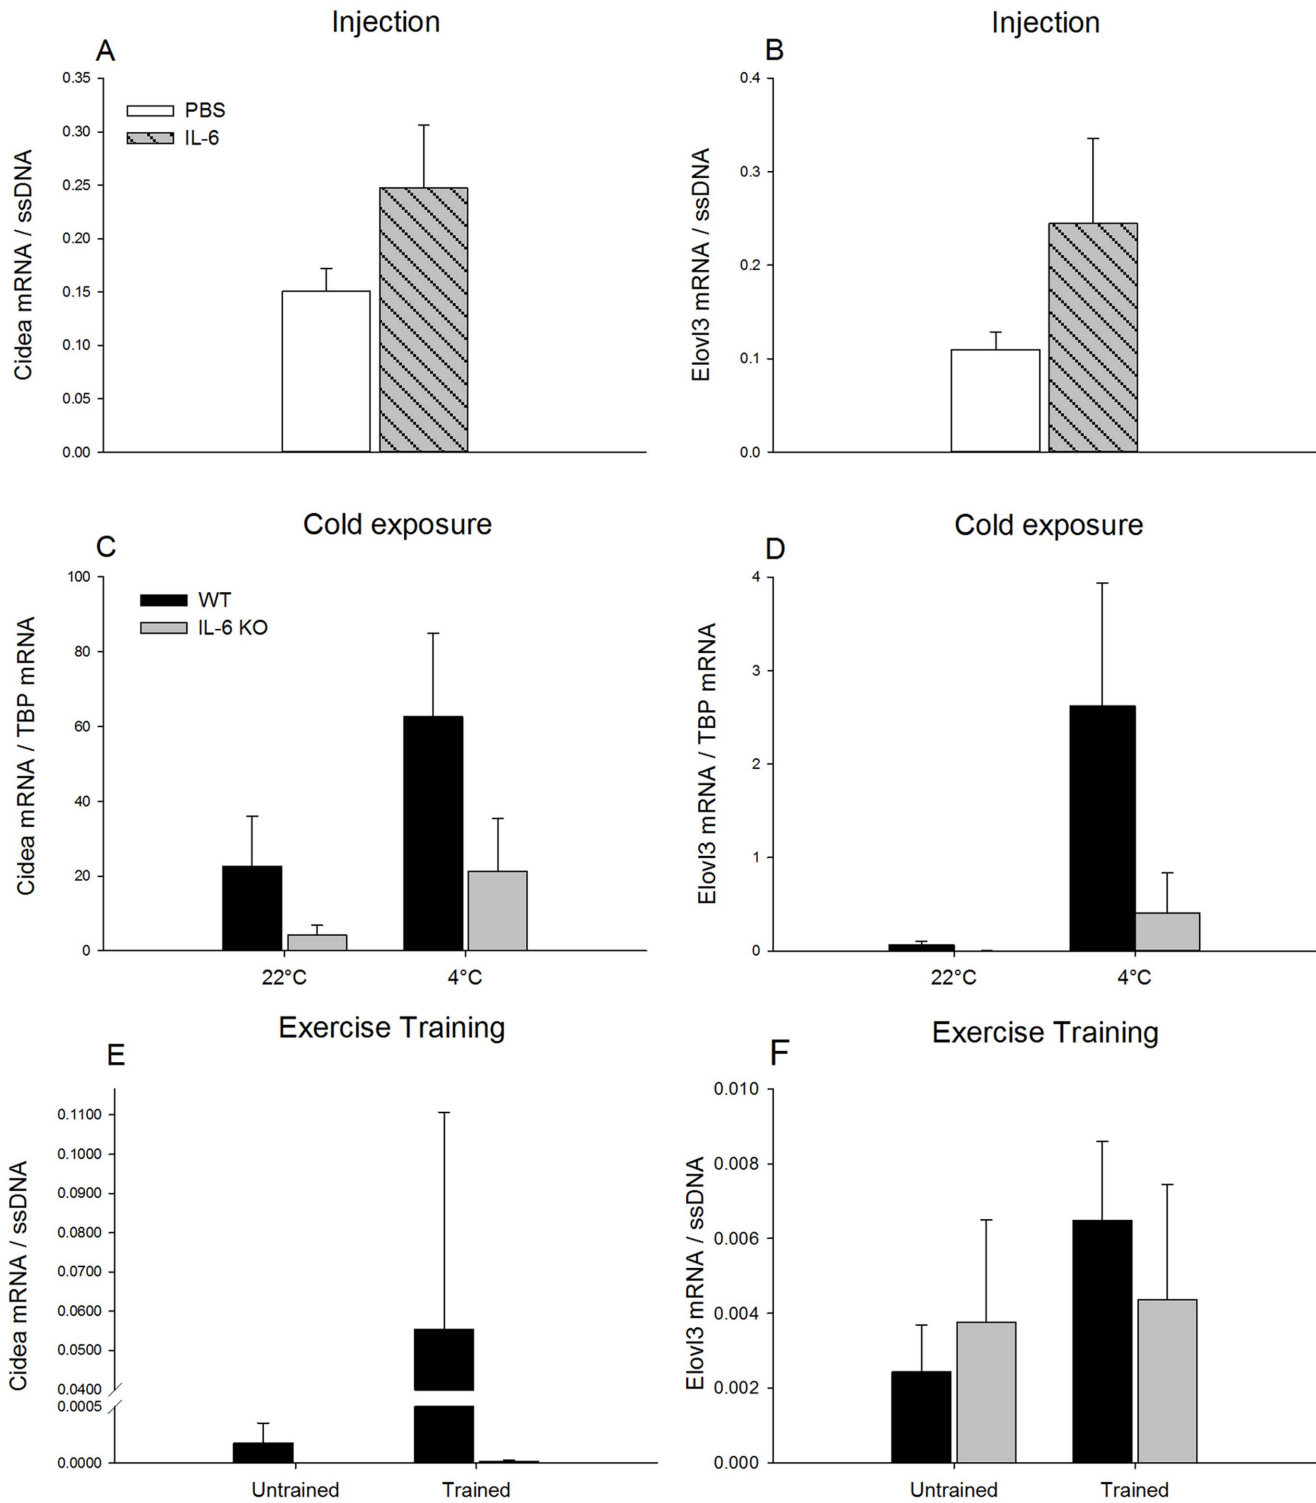 Injection
A
0.35
0.30
0.25
0.20
0.15
0.10
0.05
0.00
Cidea mRNA / ssDNA
PBS
IL-6
Injection
B
0.4
0.3
0.2
0.1
0.0
Elovl3 mRNA / ssDNA
Cold exposure
C
100
80
60
40
20
0
Cidea mRNA / TBP mRNA
WT
IL-6 KO
22°C
4°C
Cold exposure
D
4
3
2
1
0
Elovl3 mRNA / TBP mRNA
22°C
4°C
Exercise Training
E
0.1100
0.1000
0.0900
0.0800
0.0700
0.0600
0.0500
0.0400
0.0005
0.0000
Cidea mRNA / ssDNA
Untrained
Trained
Exercise Training
F
0.010
0.008
0.006
0.004
0.002
0.000
Elovl3 mRNA / ssDNA
Untrained
Trained